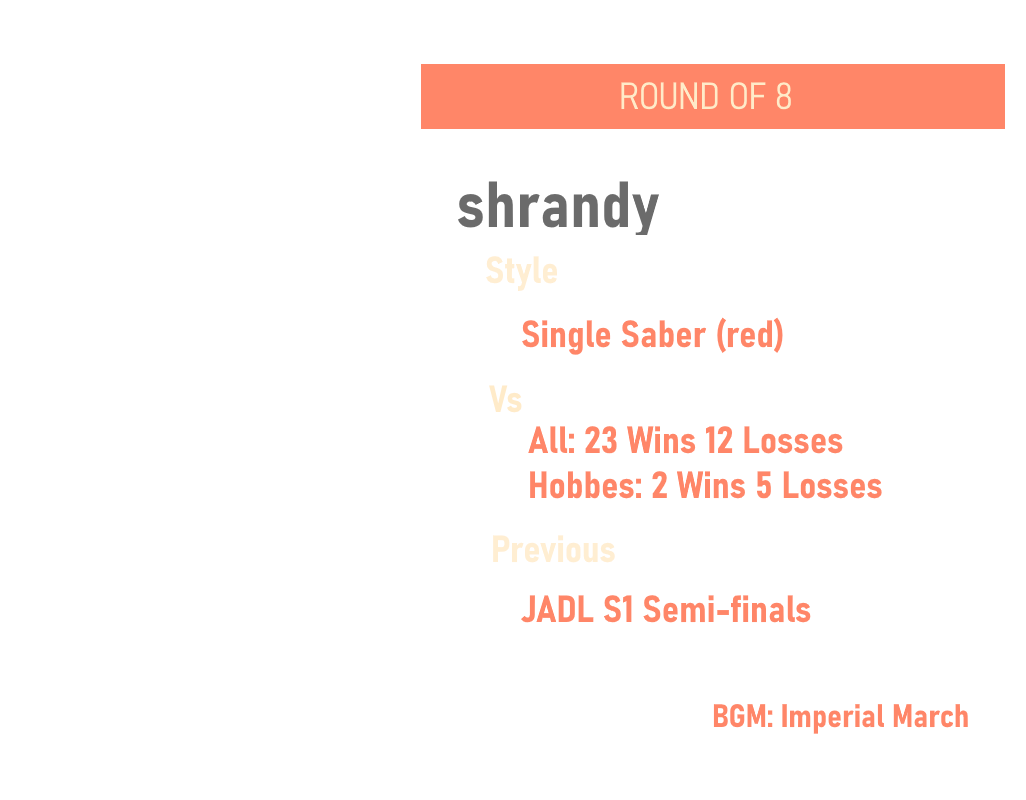 ROUND OF 8
shrandy
Style
Single Saber (red)
Vs
All: 23 Wins 12 Losses
Hobbes: 2 Wins 5 Losses
Previous
JADL S1 Semi-finals
BGM: Imperial March